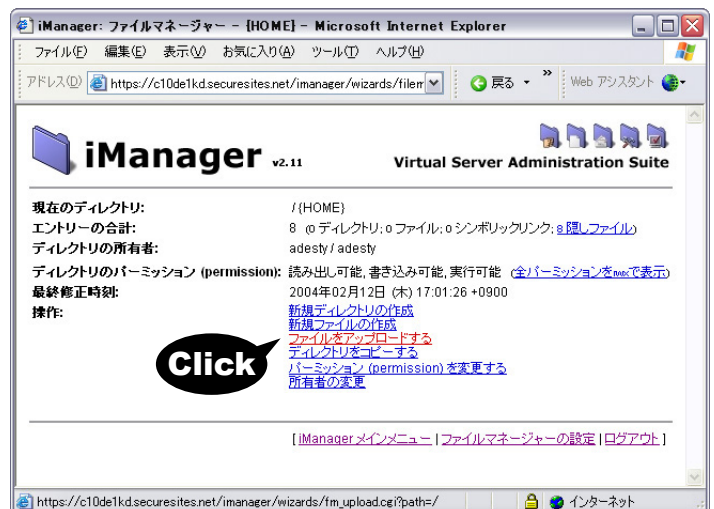 iManager: ファイルマネージャー - {HOME} - Microsoft Internet Explorer
ファイル(F) 編集(E) 表示(V) お気に入り(A) ツール(T) ヘルプ(H)
アドレス(D) https://c10de1kd.securesites.net/imanager/wizards/filem 戻る » Web アシスタント
iManager v2.11
Virtual Server Administration Suite
現在のディレクトリ: /{HOME}
エントリーの合計: 8 (0 ディレクトリ; 0 ファイル; 0 シンボリックリンク; 8 隠しファイル)
ディレクトリの所有者: adesty / adesty
ディレクトリのパーミッション (permission): 読み出し可能, 書き込み可能, 実行可能 (全パーミッションをrwxで表示)
最終修正時刻: 2004年02月12日 (木) 17:01:26 +0900
操作: 新規ディレクトリの作成
新規ファイルの作成
ファイルをアップロードする
ディレクトリをコピーする
パーミッション (permission) を変更する
所有者の変更
Click
[ iManager メインメニュー | ファイルマネージャーの設定 | ログアウト ]
https://c10de1kd.securesites.net/imanager/wizards/fm_upload.cgi?path=/ インターネット